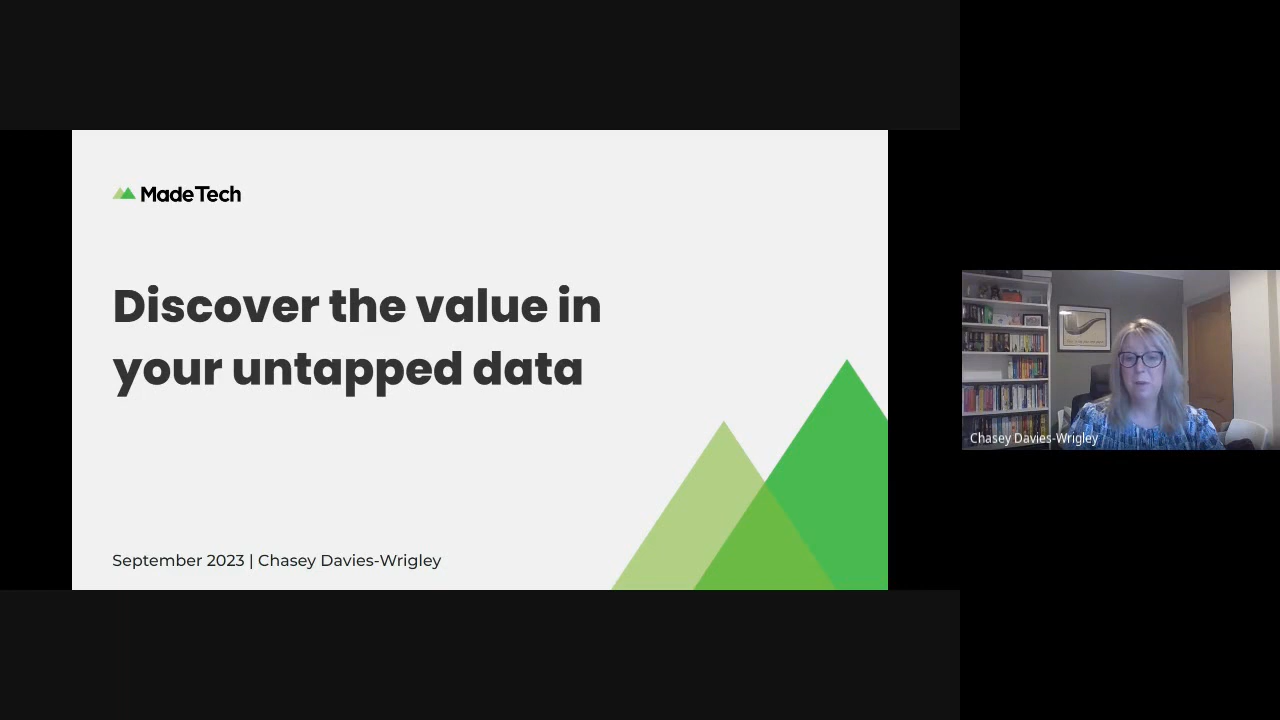 MadeTech
Discover the value in
your untapped data
September 2023 | Chasey Davies-Wrigley
Chasey Davies-Wrigley